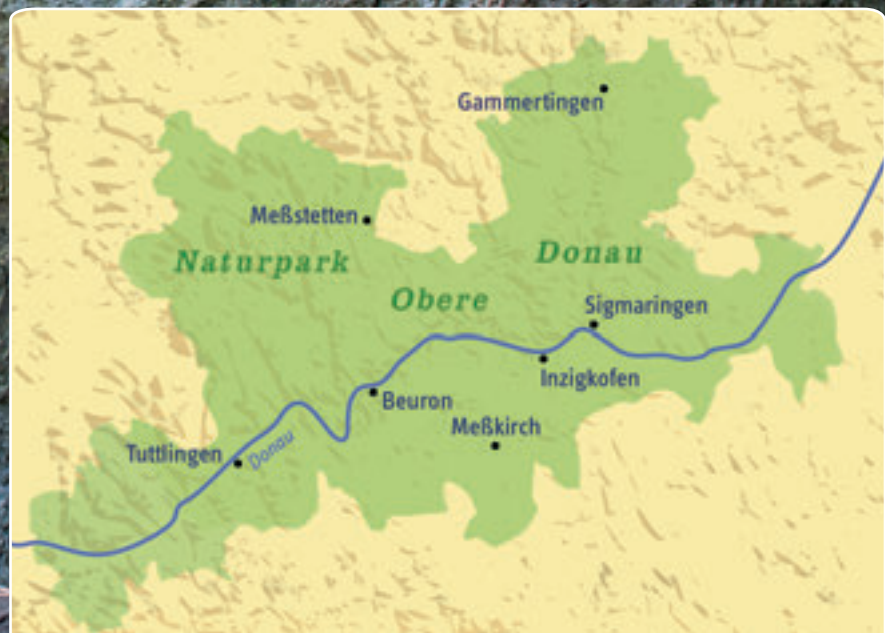 Gammertingen
Meßstetten
Naturpark
Obere
Donau
Sigmaringen
Inzigkofen
Beuron
Meßkirch
Tuttlingen
Donau